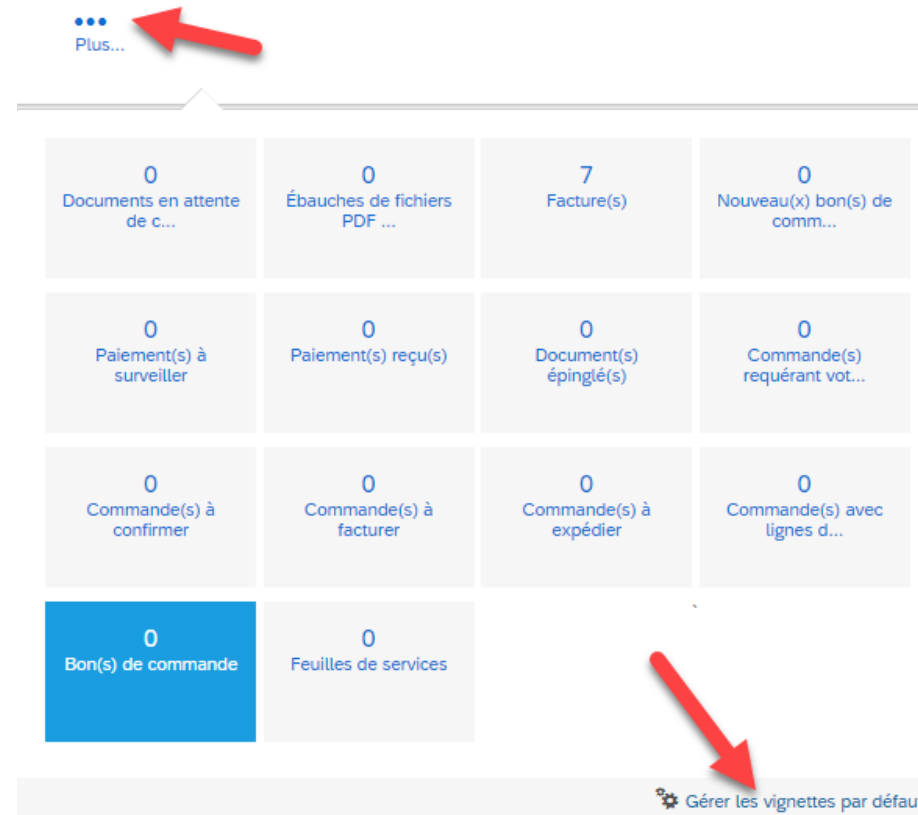 Plus...
0
Documents en attente
de c...
0
Ébauches de fichiers
PDF ...
7
Facture(s)
0
Nouveau(x) bon(s) de
comm...
0
Paiement(s) à
surveiller
0
Paiement(s) reçu(s)
0
Document(s)
épinglé(s)
0
Commande(s)
requérant vot...
0
Commande(s) à
confirmer
0
Commande(s) à
facturer
0
Commande(s) à
expédier
0
Commande(s) avec
lignes d...
0
Bon(s) de commande
0
Feuilles de services
Gérer les vignettes par défau